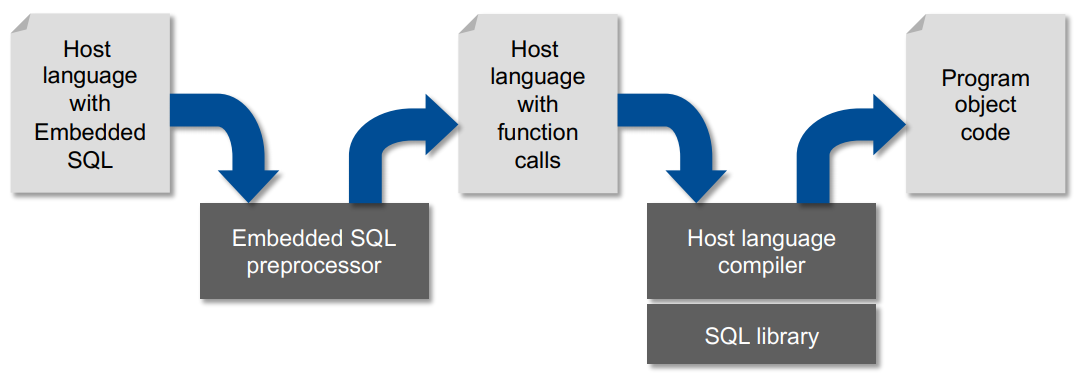 Host
language
with
Embedded
SQL
Embedded SQL
preprocessor
Host
language
with
function
calls
Host language
compiler
SQL library
Program
object
code